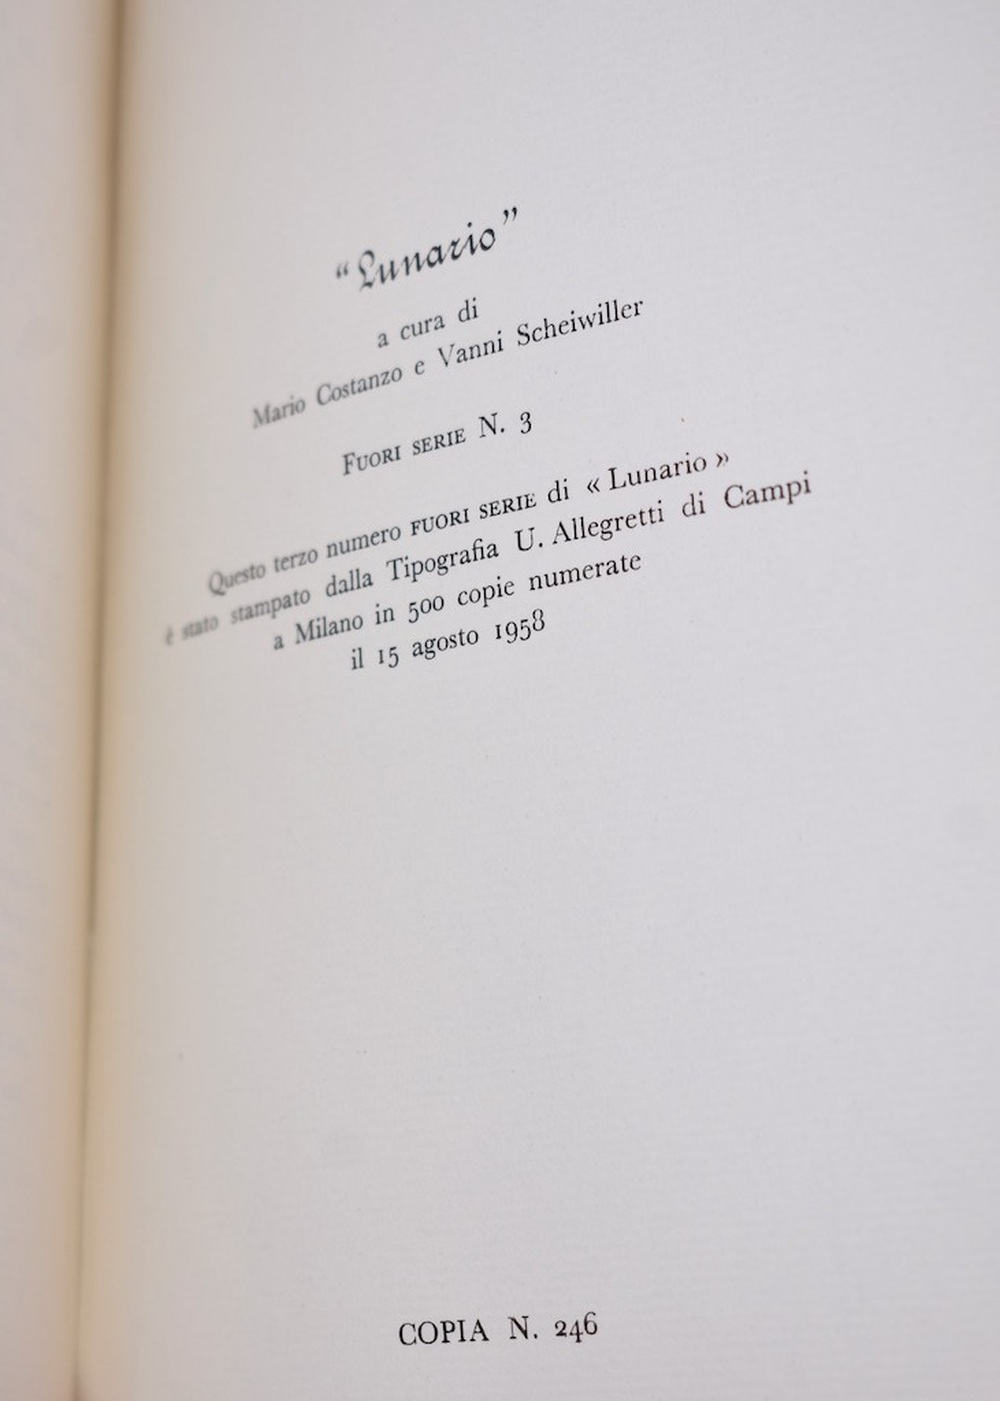 “Lunario”
a cura di
Mario Costanzo e Vanni Scheiwiller
FUORI SERIE N. 3
Questo terzo numero FUORI SERIE di « Lunario »
è stato stampato dalla Tipografia U. Allegretti di Campi
a Milano in 500 copie numerate
il 15 agosto 1958
COPIA N. 246